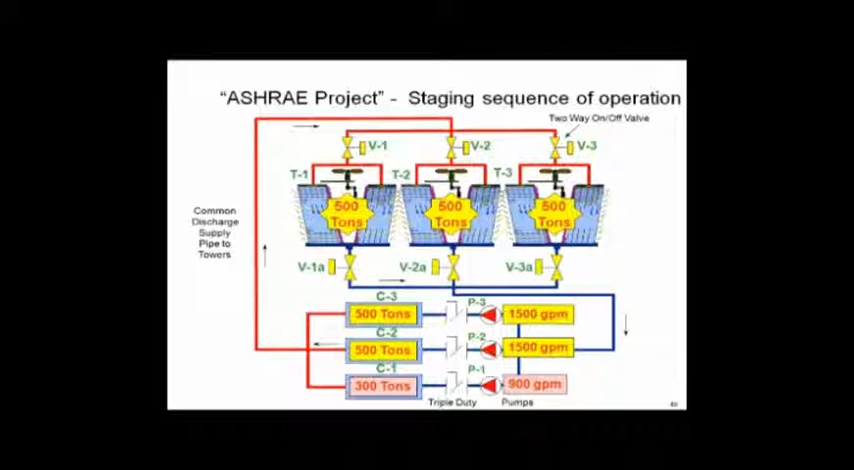 "ASHRAE Project" - Staging sequence of operation
Two Way On/Off Valve
V-1
V-2
V-3
T-1
T-2
T-3
500
Tons
500
Tons
500
Tons
Common
Discharge
Supply
Pipe to
Towers
V-1a
V-2a
V-3a
C-3
P-3
500 Tons
1500 gpm
C-2
P-2
500 Tons
1500 gpm
C-1
P-1
300 Tons
900 gpm
Triple Duty
Pumps